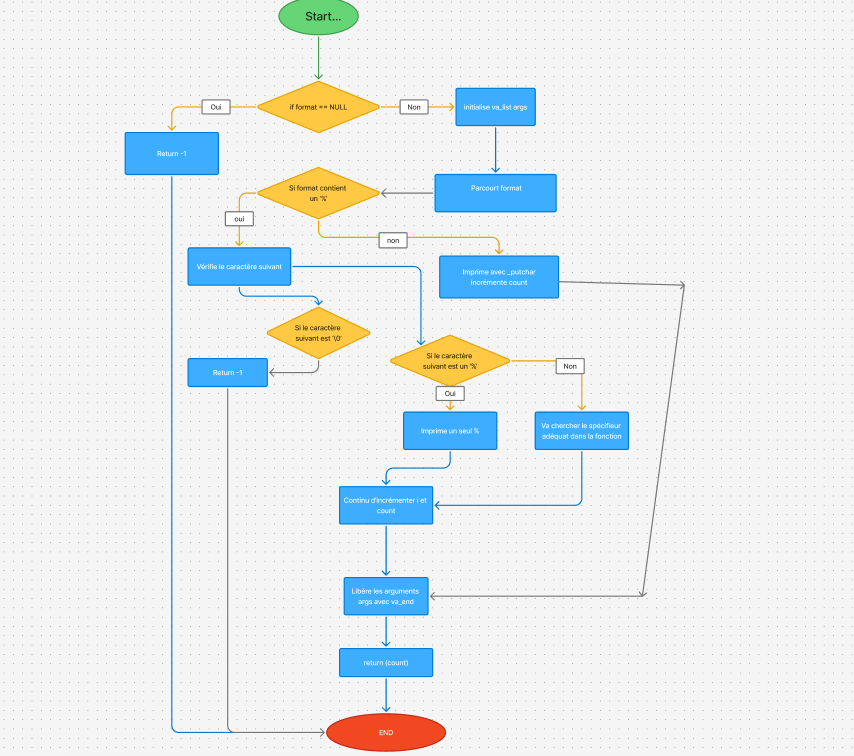 Start...
if format == NULL
Oui
Non
initialise va_list args
Return -1
Parcourt format
Si format contient
un '%'
oui
non
Vérifie le caractère suivant
Imprime avec _putchar
incrémente count
Si le caractère
suivant est '\0'
Si le caractère
suivant est un '%'
Return -1
Non
Oui
Imprime un seul %
Va chercher le spécifieur
adéquat dans la fonction
Continu d'incrémenter i et
count
Libère les arguments
args avec va_end
return (count)
END